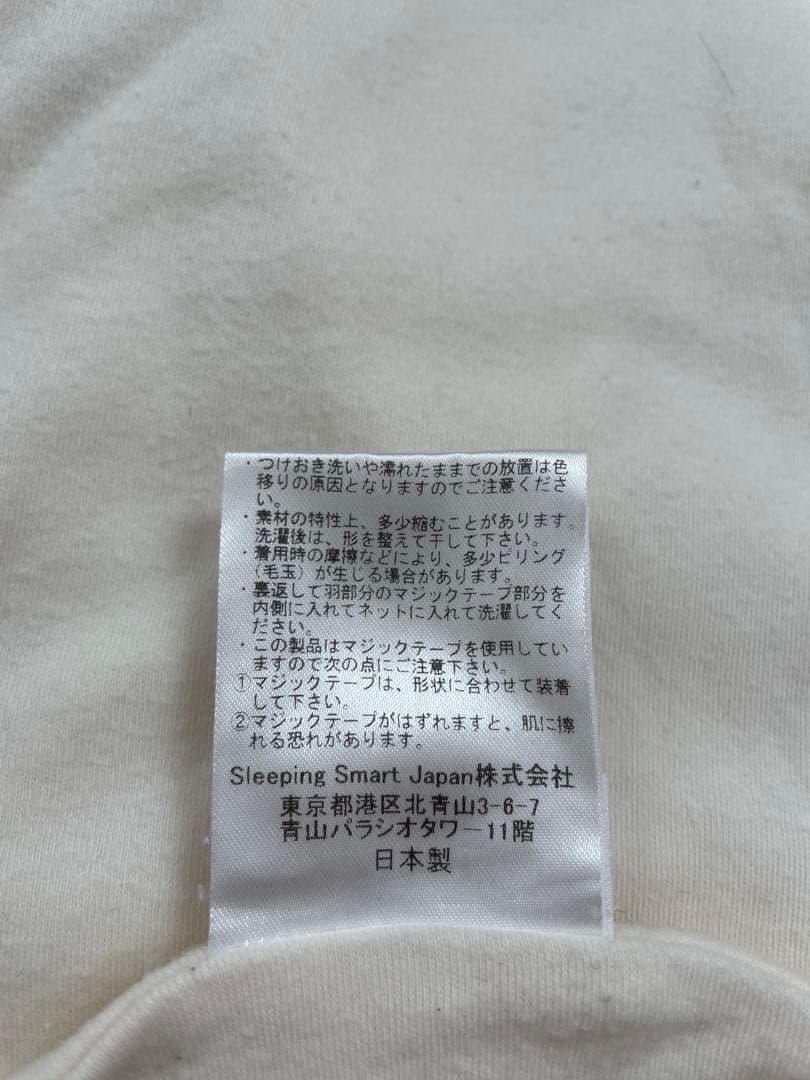 ・つけおき洗いや濡れたままでの放置は色
移りの原因となりますのでご注意くださ
い。
・素材の特性上、多少縮むことがあります。
洗濯後は、形を整えて干して下さい。
・着用時の摩擦などにより、多少ピリング
(毛玉)が生じる場合があります。
・裏返して羽部分のマジックテープ部分を
内側に入れてネットに入れて洗濯してく
ださい。
・この製品はマジックテープを使用してい
ますので次の点にご注意下さい。
①マジックテープは、形状に合わせて装着
して下さい。
②マジックテープがはずれますと、肌に擦
れる恐れがあります。
Sleeping Smart Japan株式会社
東京都港区北青山3-6-7
青山パラシオタワー11階
日本製